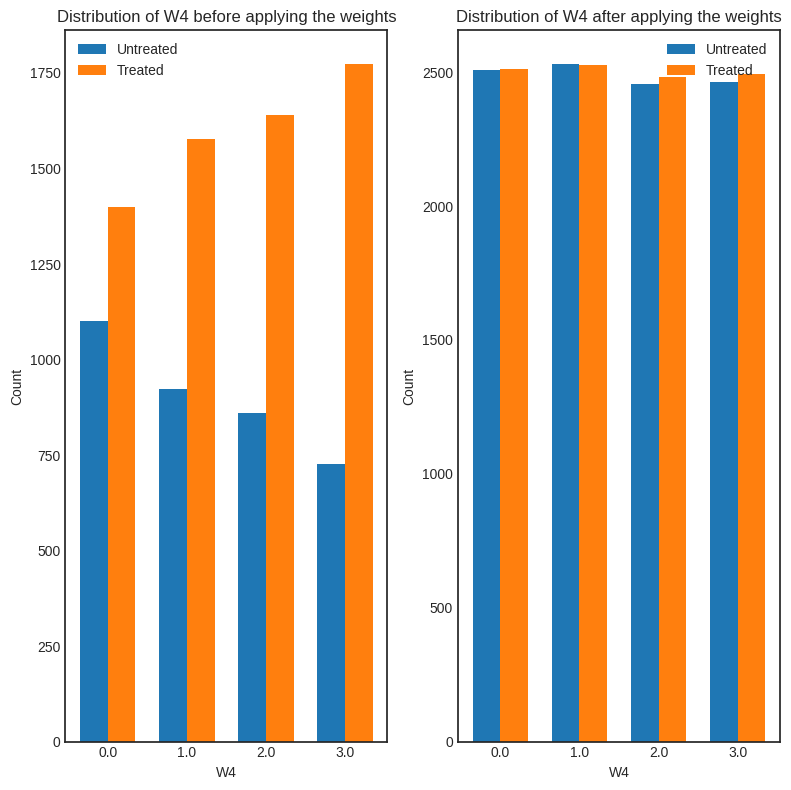 Distribution of W4 before applying the weights
Untreated
Treated
1750
1500
1250
1000
750
500
250
0
Count
0.0 1.0 2.0 3.0
W4
Distribution of W4 after applying the weights
Untreated
Treated
2500
2000
1500
1000
500
0
Count
0.0 1.0 2.0 3.0
W4